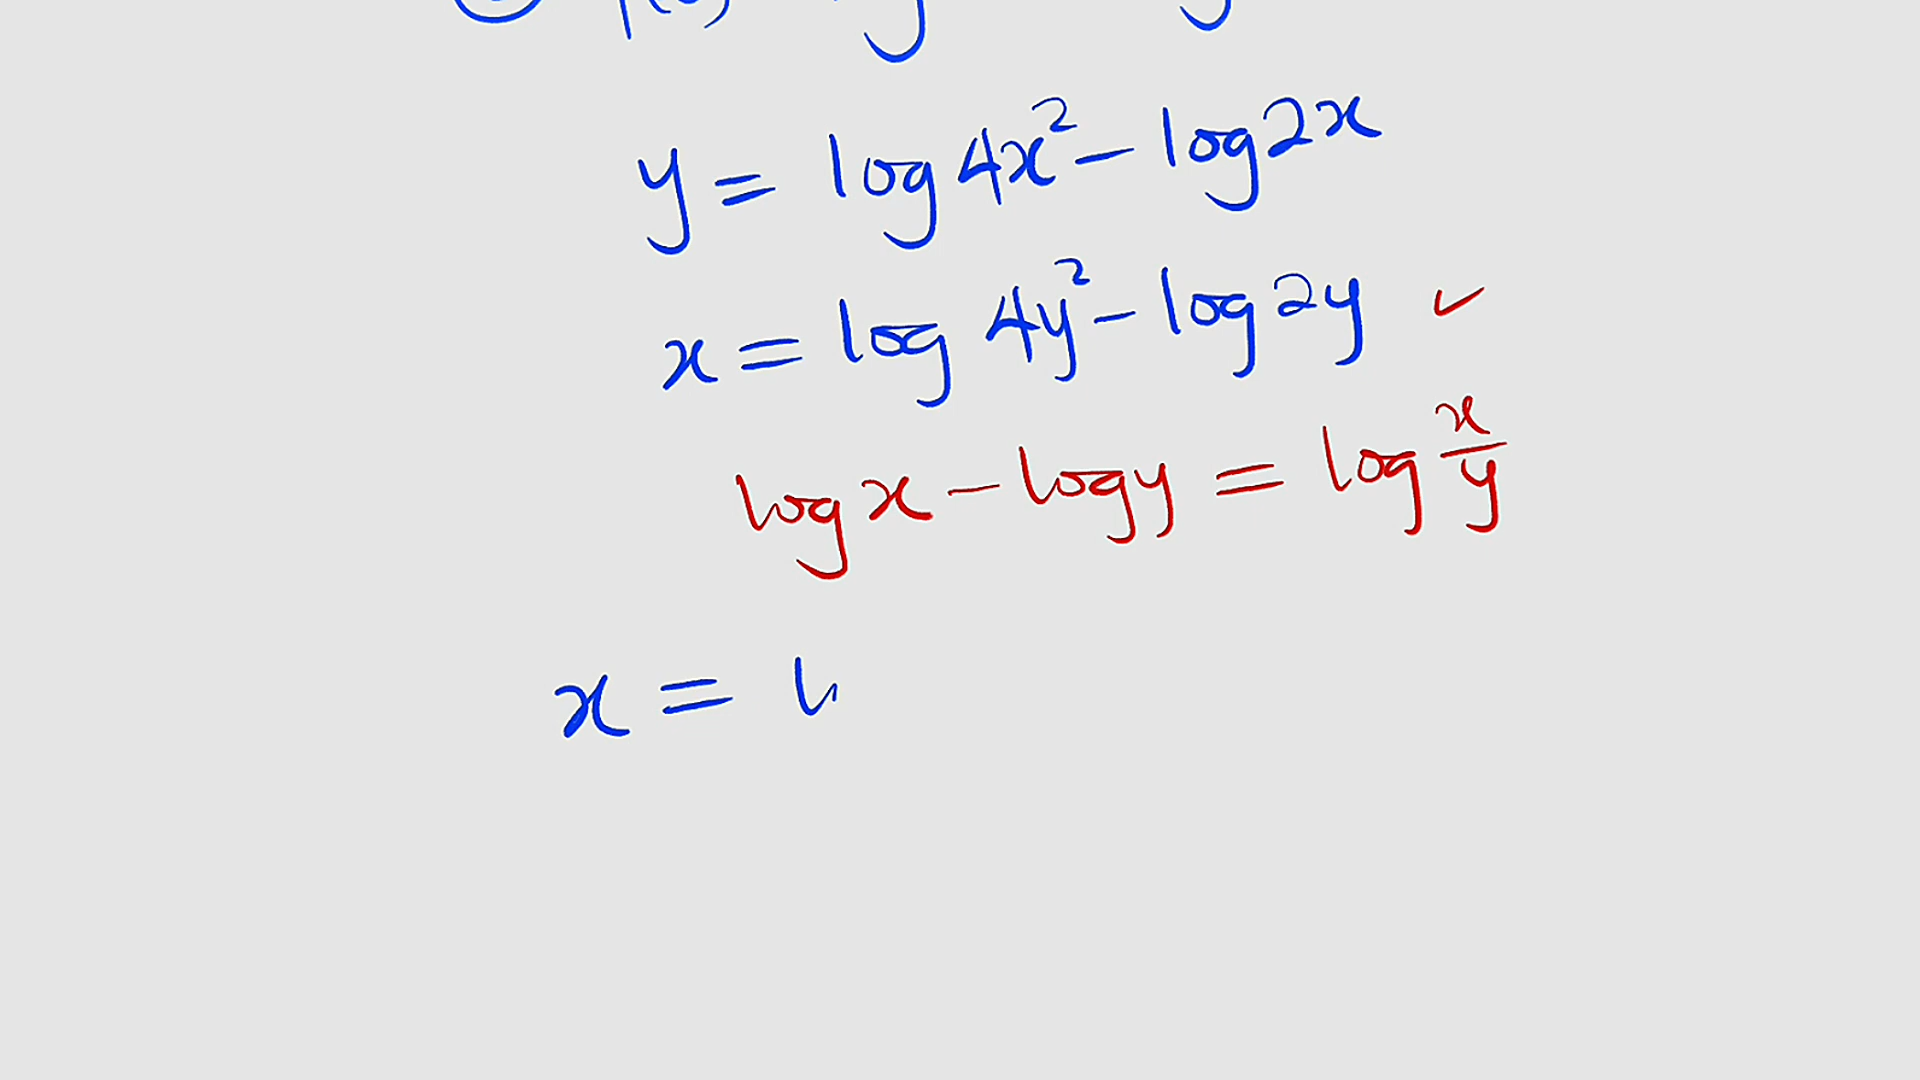 y = log 4x² - log 2x
x = log 4y² - log 2y ✓
log x - log y = log x/y
x =